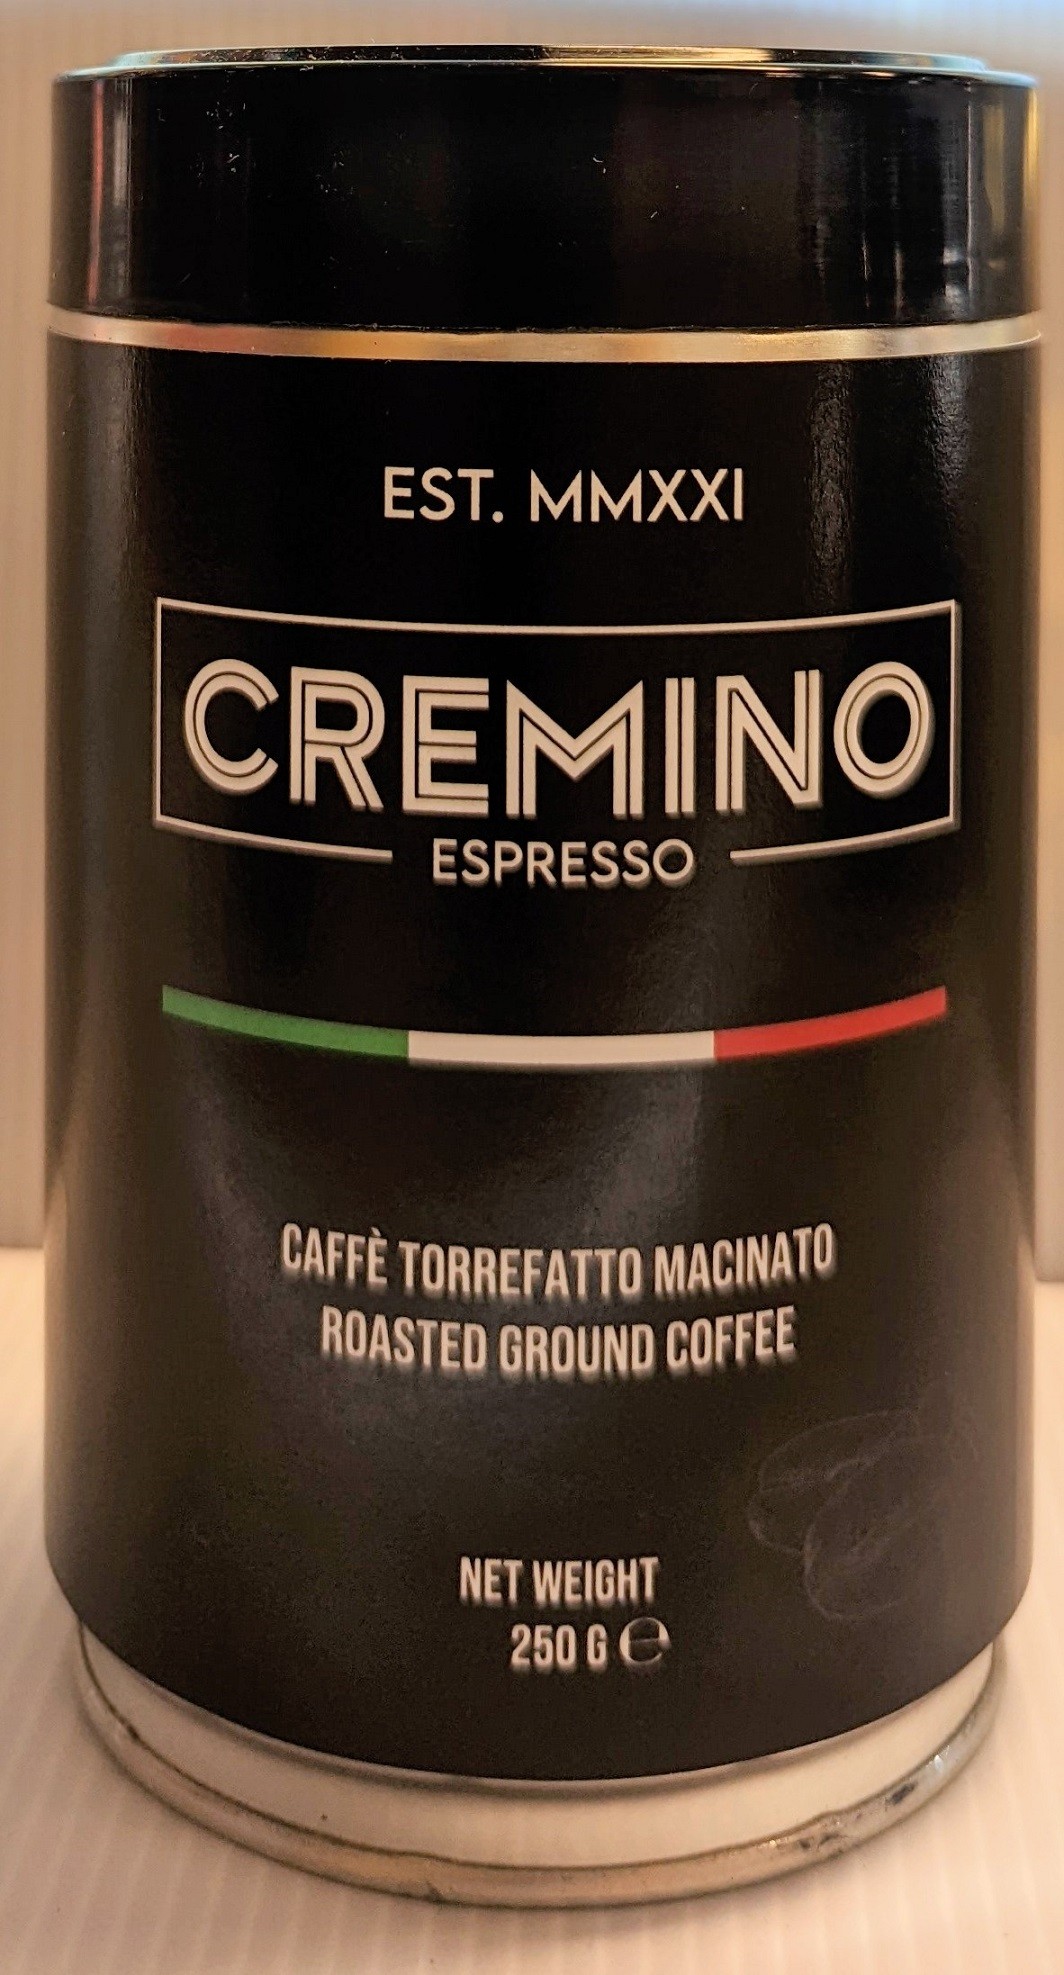 EST. MMXXI
CREMINO
ESPRESSO
CAFFÈ TORREFATTO MACINATO
ROASTED GROUND COFFEE
NET WEIGHT
250 G ℮